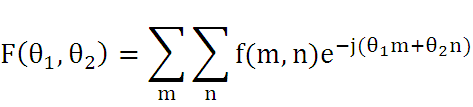 F(θ₁,θ₂) = ∑ₘ ∑ₙ f(m,n)e^−j(θ₁m+θ₂n)